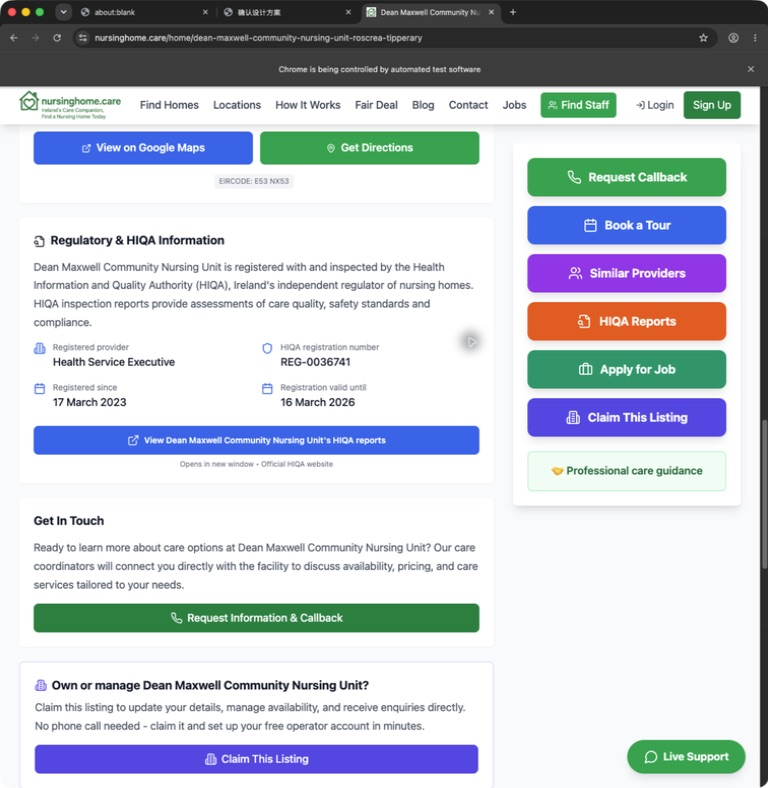 about:blank
确认设计方案
Dean Maxwell Community Nu
nursinghome.care/home/dean-maxwell-community-nursing-unit-roscrea-tipperary
Chrome is being controlled by automated test software
nursinghome.care
Ireland's Care Companion,
Find a Nursing Home Today
Find Homes
Locations
How It Works
Fair Deal
Blog
Contact
Jobs
Find Staff
Login
Sign Up
View on Google Maps
Get Directions
EIRCODE: E53 NX53
Regulatory & HIQA Information
Dean Maxwell Community Nursing Unit is registered with and inspected by the Health
Information and Quality Authority (HIQA), Ireland's independent regulator of nursing homes.
HIQA inspection reports provide assessments of care quality, safety standards and
compliance.
Registered provider
Health Service Executive
HIQA registration number
REG-0036741
Registered since
17 March 2023
Registration valid until
16 March 2026
View Dean Maxwell Community Nursing Unit's HIQA reports
Opens in new window • Official HIQA website
Get In Touch
Ready to learn more about care options at Dean Maxwell Community Nursing Unit? Our care
coordinators will connect you directly with the facility to discuss availability, pricing, and care
services tailored to your needs.
Request Information & Callback
Own or manage Dean Maxwell Community Nursing Unit?
Claim this listing to update your details, manage availability, and receive enquiries directly.
No phone call needed - claim it and set up your free operator account in minutes.
Claim This Listing
Request Callback
Book a Tour
Similar Providers
HIQA Reports
Apply for Job
Claim This Listing
🤝 Professional care guidance
Live Support